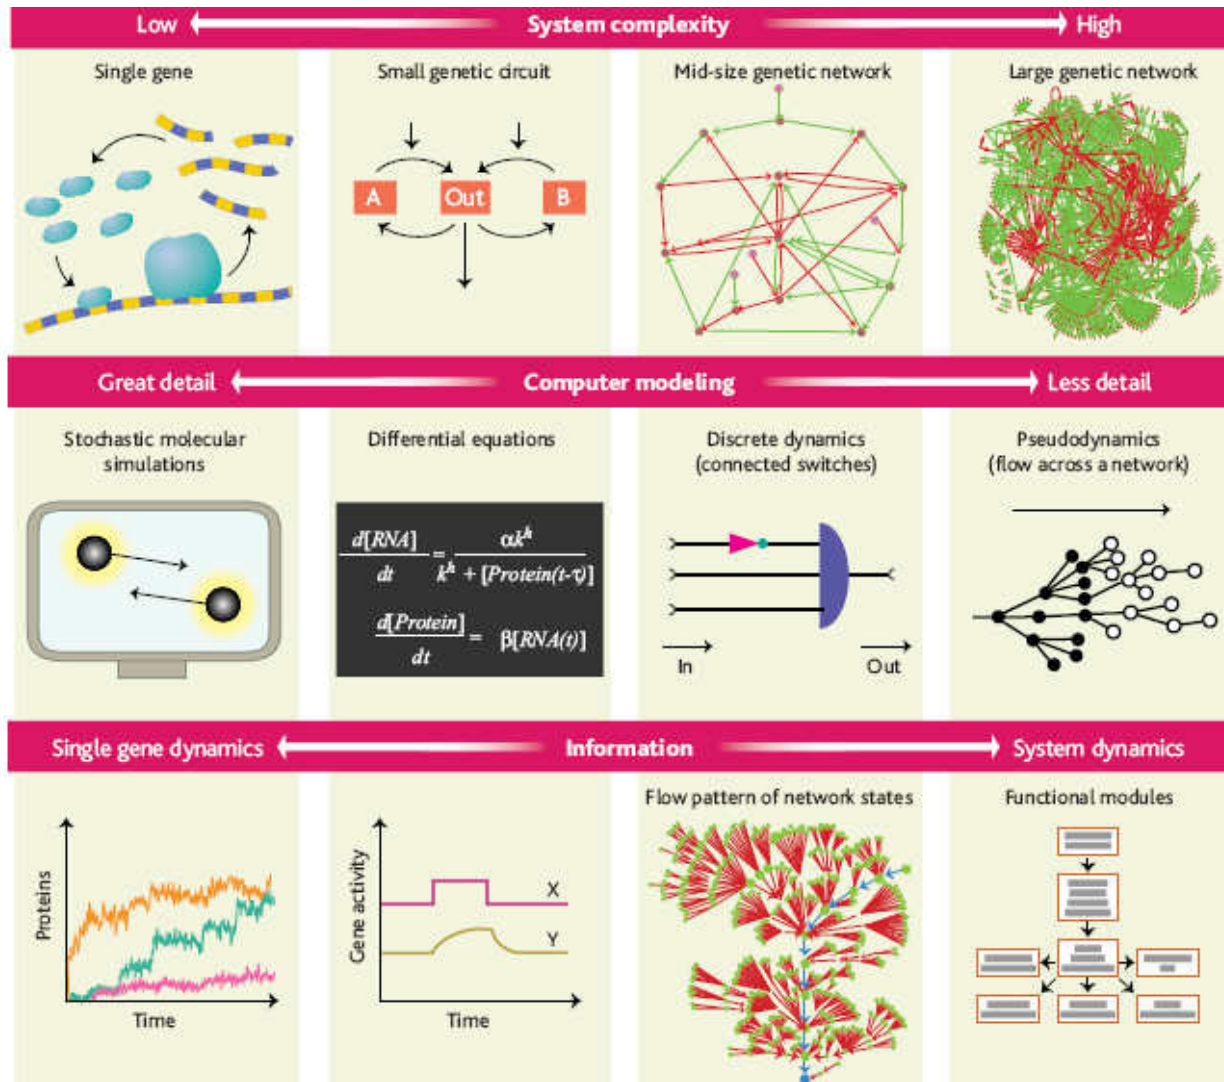 Low System complexity High
Single gene
Small genetic circuit
Mid-size genetic network
Large genetic network
A Out B
Great detail Computer modeling Less detail
Stochastic molecular
simulations
Differential equations
Discrete dynamics
(connected switches)
Pseudodynamics
(flow across a network)
d[RNA]/dt = αkʰ/kʰ + [Protein(t-τ)]
d[Protein]/dt = β[RNA(t)]
In Out
Single gene dynamics Information System dynamics
Flow pattern of network states
Functional modules
Proteins
Time
Gene activity
X
Y
Time